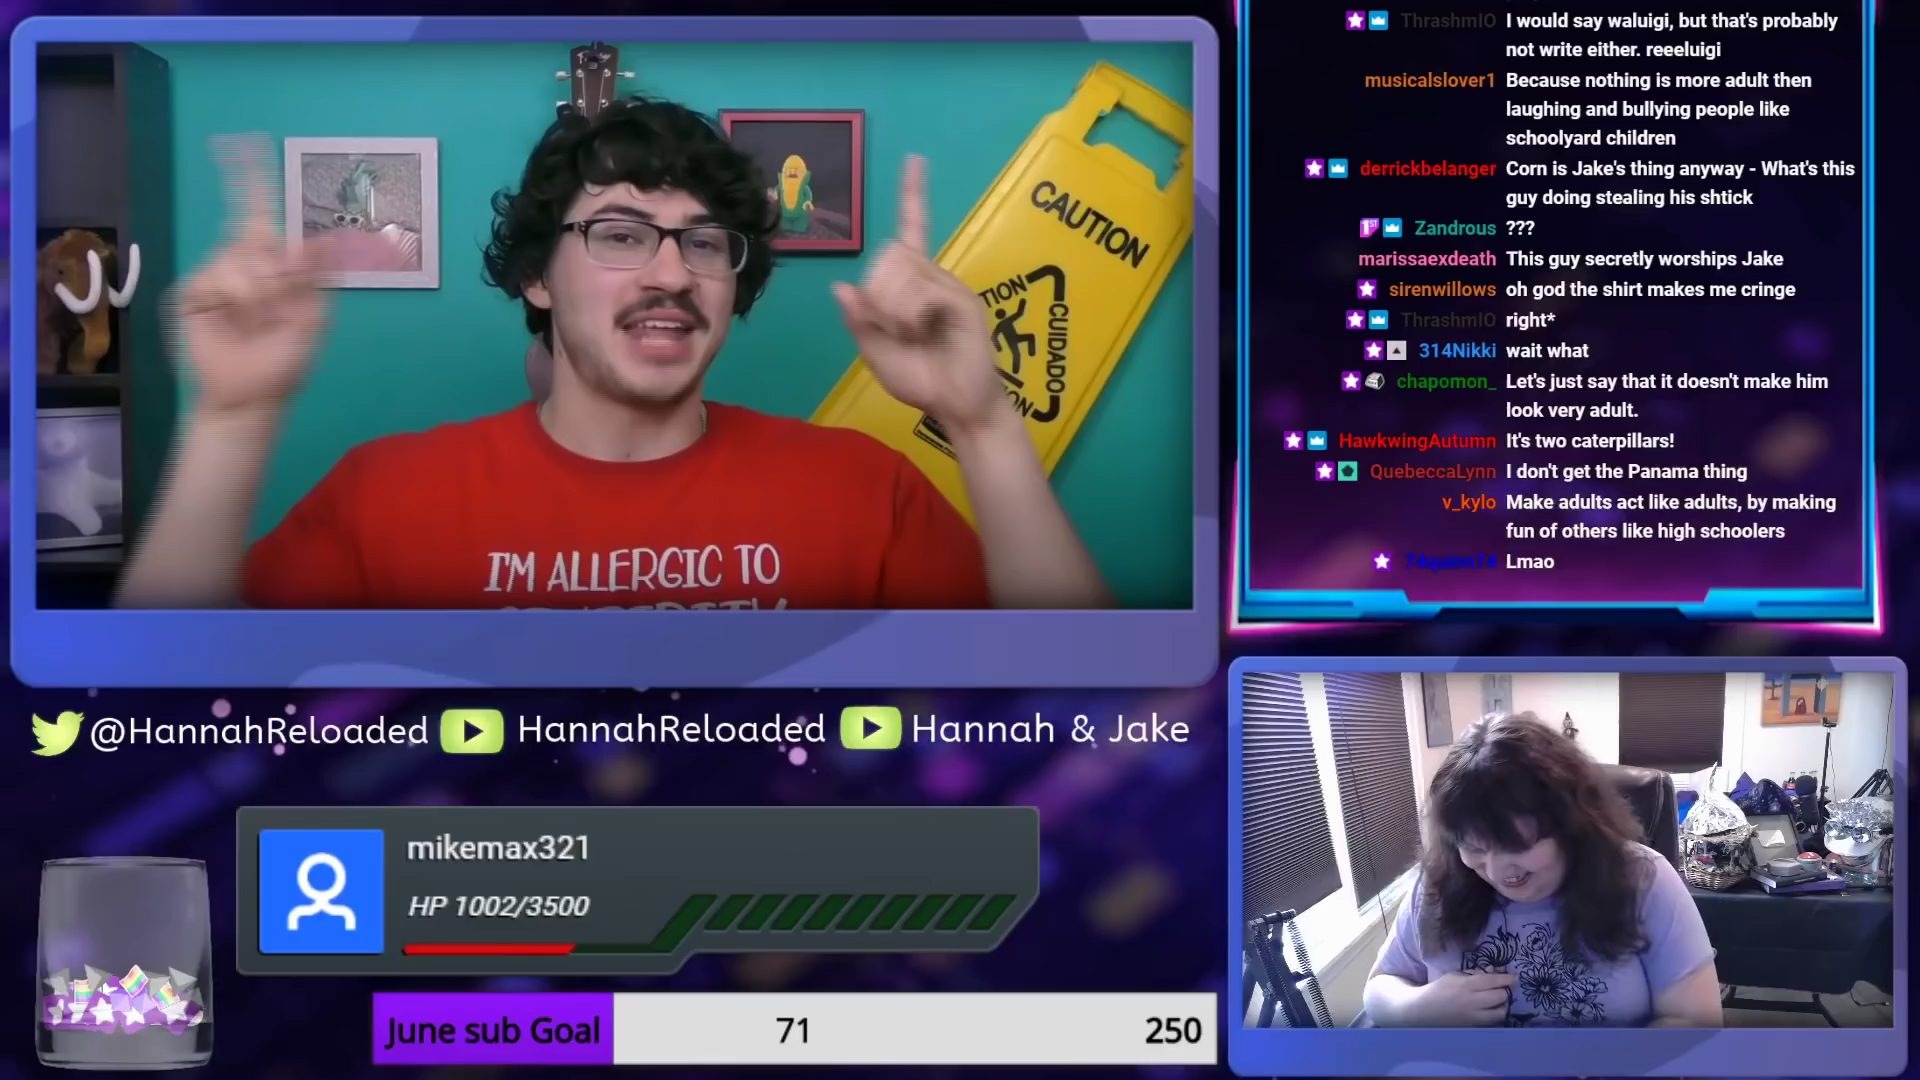 CAUTION
CUIDADO
I'M ALLERGIC TO
ThrashmIO I would say waluigi, but that's probably
not write either. reeeluigi
musicalslover1 Because nothing is more adult then
laughing and bullying people like
schoolyard children
derrickbelanger Corn is Jake's thing anyway - What's this
guy doing stealing his shtick
1ST Zandrous ???
marissaexdeath This guy secretly worships Jake
sirenwillows oh god the shirt makes me cringe
ThrashmIO right*
314Nikki wait what
chapomon_ Let's just say that it doesn't make him
look very adult.
HawkwingAutumn It's two caterpillars!
QuebeccaLynn I don't get the Panama thing
v_kylo Make adults act like adults, by making
fun of others like high schoolers
Lmao
@HannahReloaded HannahReloaded Hannah & Jake
mikemax321
HP 1002/3500
June sub Goal 71 250